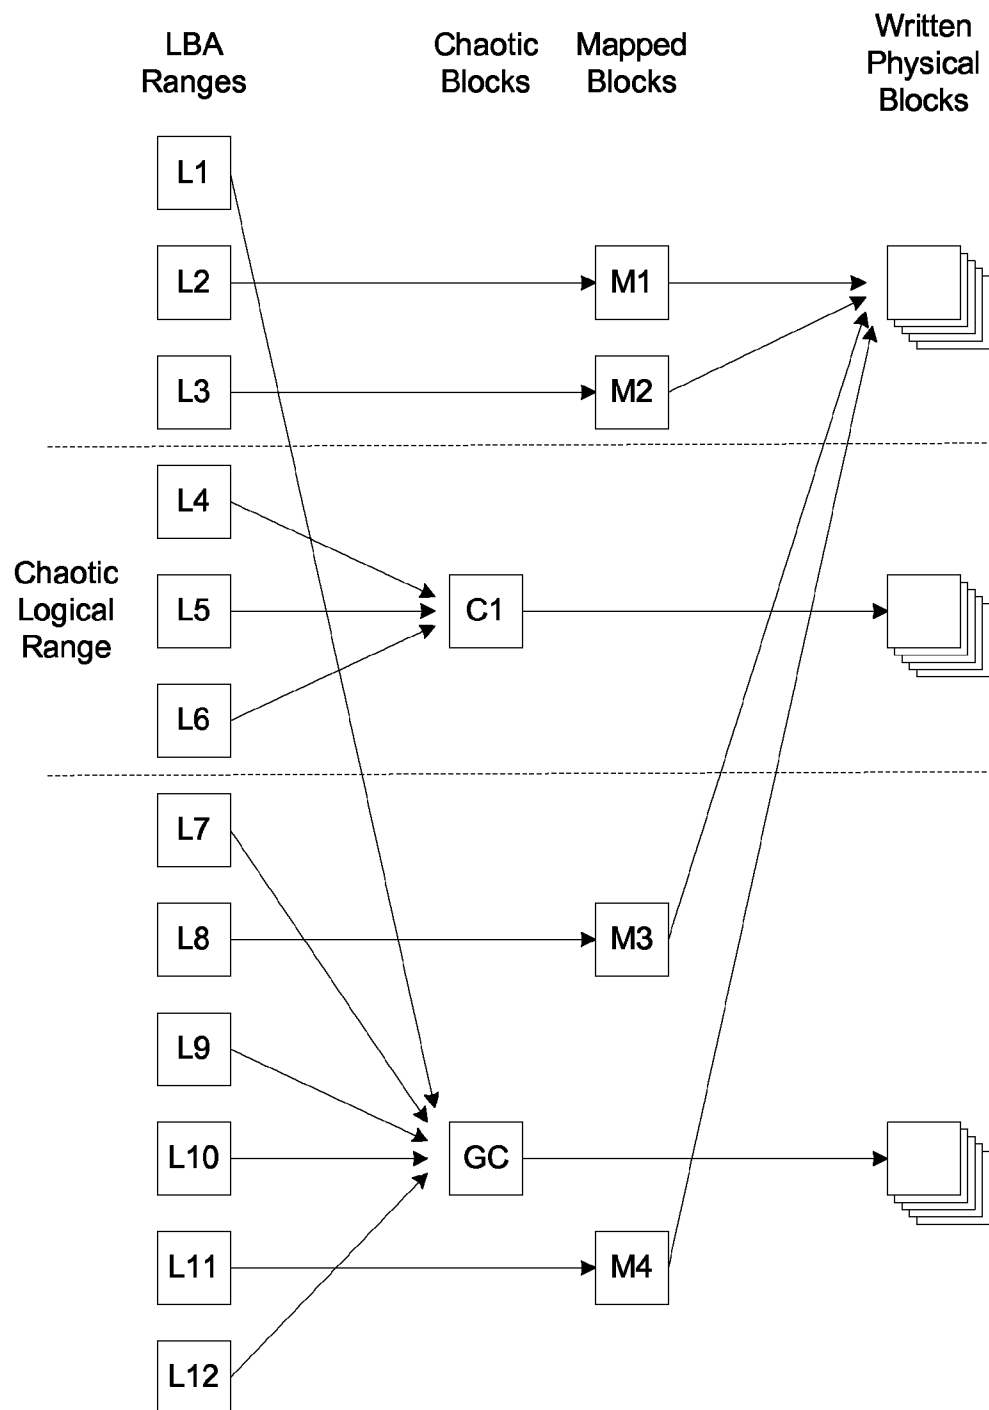 LBA
Ranges
Chaotic
Blocks
Mapped
Blocks
Written
Physical
Blocks
L1
L2
M1
L3
M2
L4
Chaotic
Logical
Range
L5
C1
L6
L7
L8
M3
L9
L10
GC
L11
M4
L12